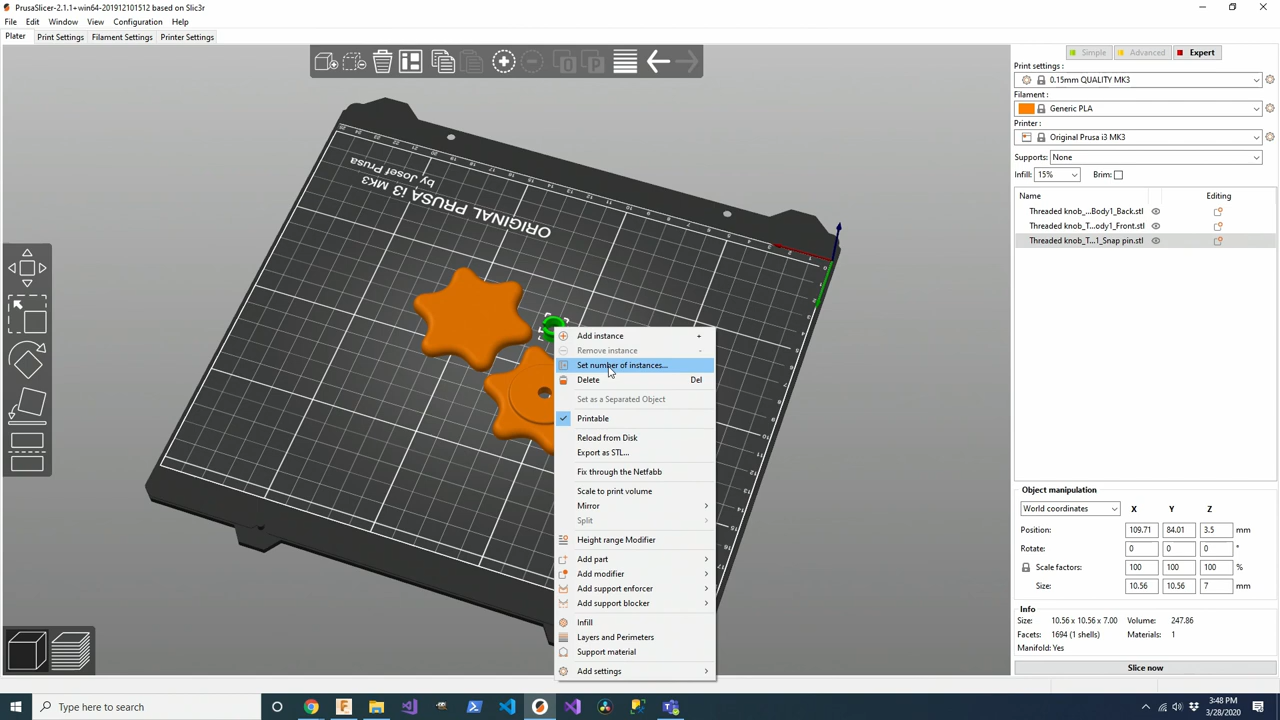 PrusaSlicer-2.1.1+win64-201912101512 based on Slic3r
File Edit Window View Configuration Help
Plater Print Settings Filament Settings Printer Settings
Simple Advanced Expert
Print settings :
0.15mm QUALITY MK3
Filament :
Generic PLA
Printer :
Original Prusa i3 MK3
Supports: None
Infill: 15% Brim:
Name Editing
Threaded knob_...Body1_Back.stl
Threaded knob_T...ody1_Front.stl
Threaded knob_T...1_Snap pin.stl
ORIGINAL PRUSA i3 MK3
by Josef Prusa
Add instance +
Remove instance -
Set number of instances...
Delete Del
Set as a Separated Object
Printable
Reload from Disk
Export as STL...
Fix through the Netfabb
Scale to print volume
Mirror
Split
Height range Modifier
Add part
Add modifier
Add support enforcer
Add support blocker
Infill
Layers and Perimeters
Support material
Add settings
Object manipulation
World coordinates X Y Z
Position: 109.71 84.01 3.5 mm
Rotate: 0 0 0 °
Scale factors: 100 100 100 %
Size: 10.56 10.56 7 mm
Info
Size: 10.56 x 10.56 x 7.00 Volume: 247.86
Facets: 1694 (1 shells) Materials: 1
Manifold: Yes
Slice now
Type here to search
3:48 PM
3/28/2020